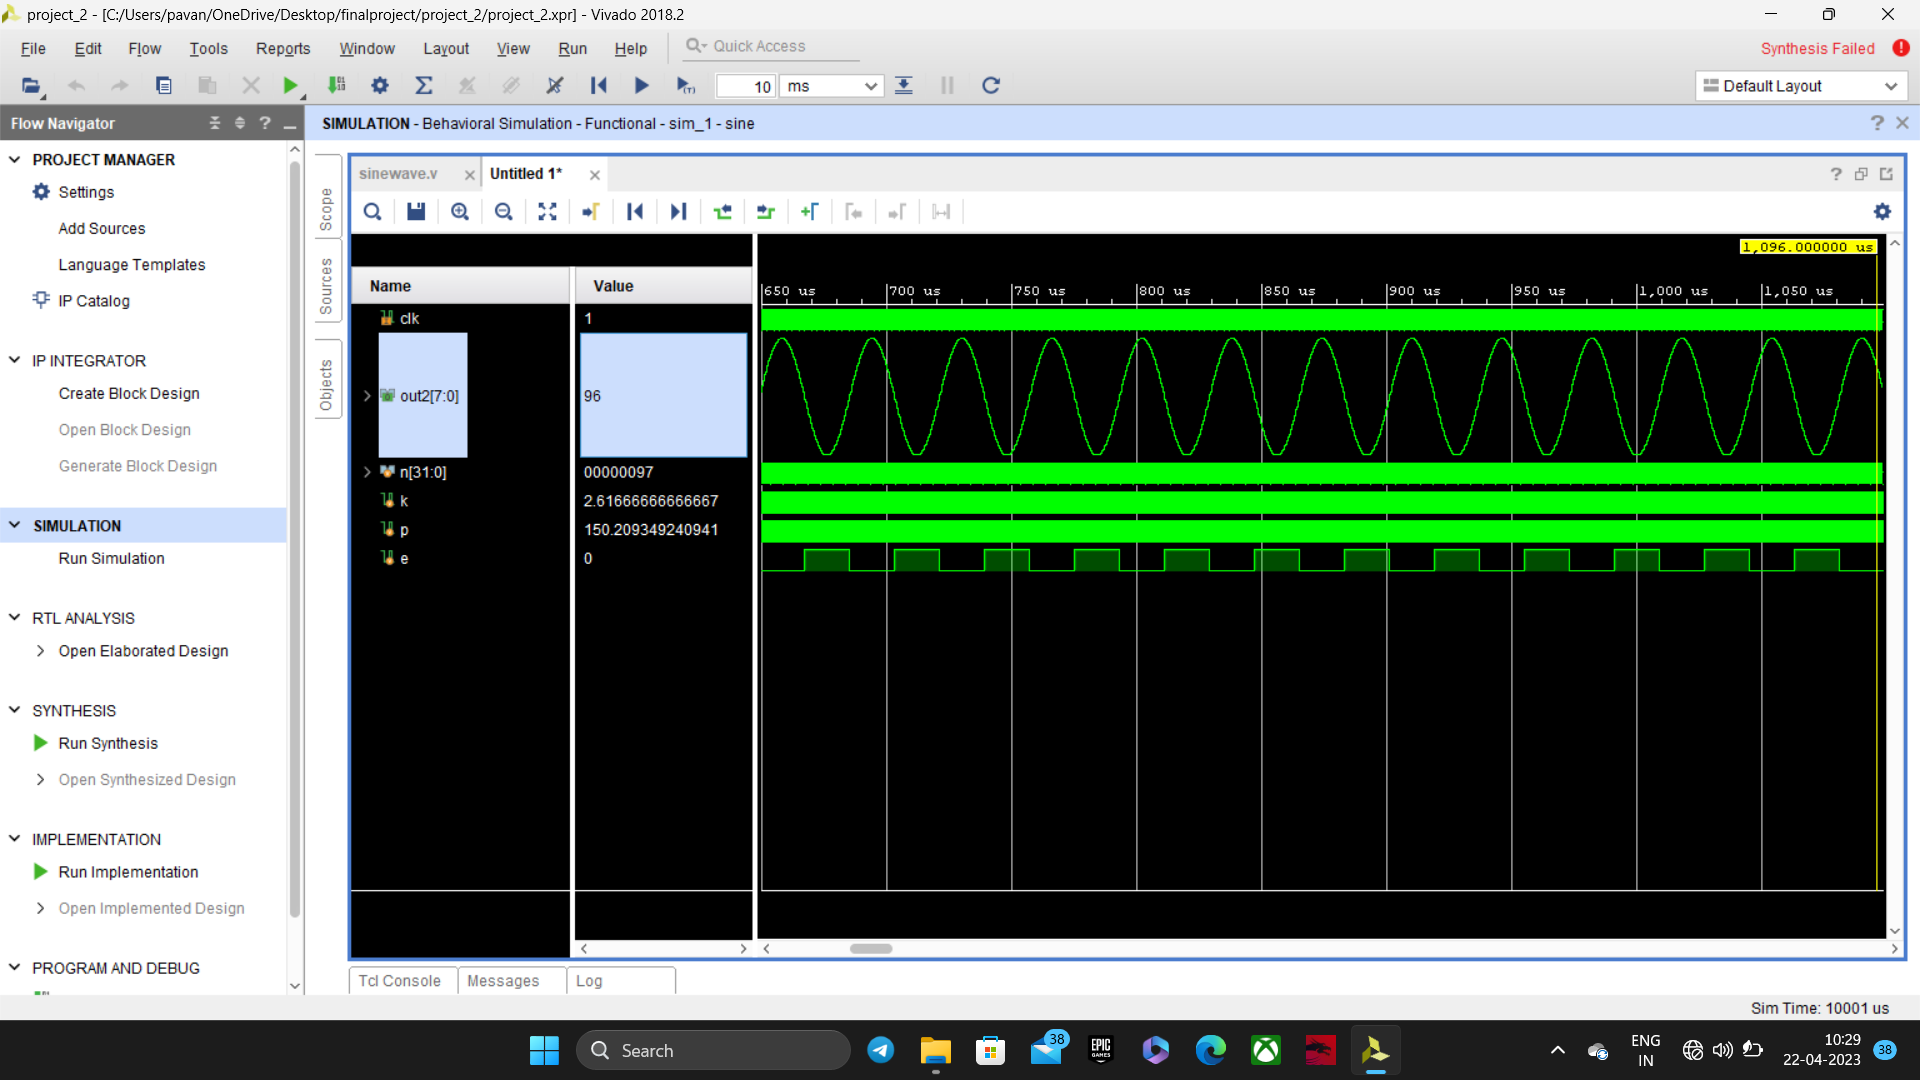 project_2 - [C:/Users/pavan/OneDrive/Desktop/finalproject/project_2/project_2.xpr] - Vivado 2018.2
File Edit Flow Tools Reports Window Layout View Run Help Quick Access Synthesis Failed
10 ms Default Layout
Flow Navigator
SIMULATION - Behavioral Simulation - Functional - sim_1 - sine
PROJECT MANAGER
Settings
Add Sources
Language Templates
IP Catalog
IP INTEGRATOR
Create Block Design
Open Block Design
Generate Block Design
SIMULATION
Run Simulation
RTL ANALYSIS
Open Elaborated Design
SYNTHESIS
Run Synthesis
Open Synthesized Design
IMPLEMENTATION
Run Implementation
Open Implemented Design
PROGRAM AND DEBUG
Scope
Sources
Objects
sinewave.v Untitled 1*
1,096.000000 us
Name Value
650 us 700 us 750 us 800 us 850 us 900 us 950 us 1,000 us 1,050 us
clk 1
out2[7:0] 96
n[31:0] 00000097
k 2.61666666666667
p 150.209349240941
e 0
Tcl Console Messages Log
Sim Time: 10001 us
Search
38
EPIC GAMES
ENG
IN
10:29
22-04-2023
38